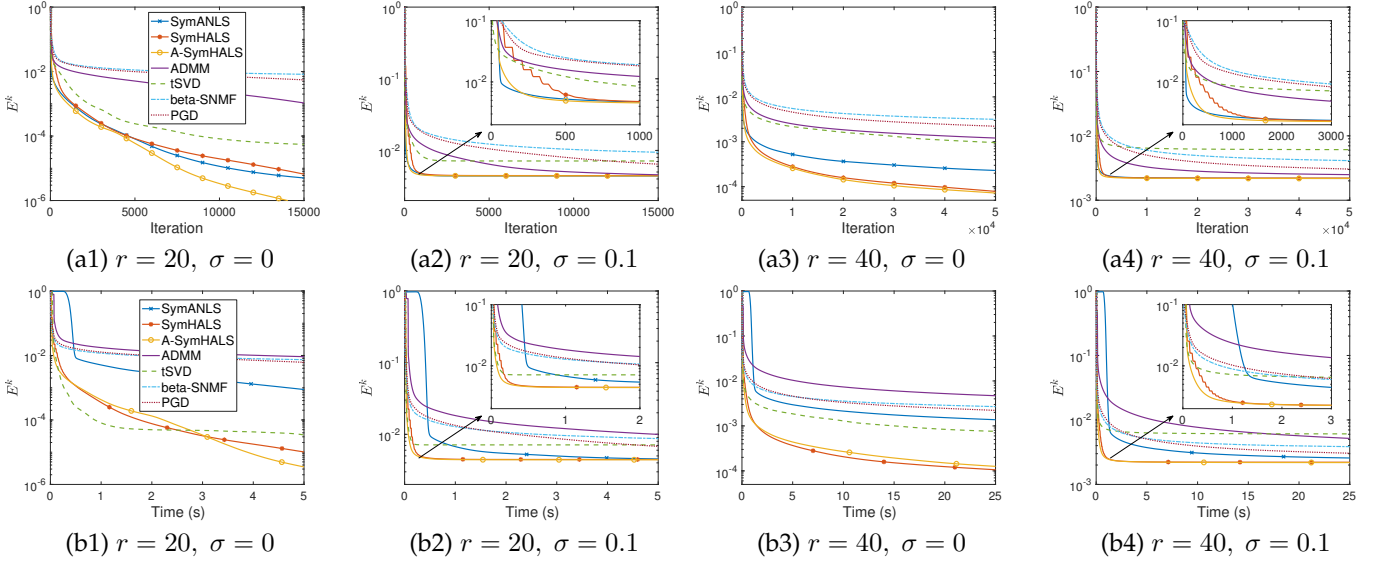 SymANLS
SymHALS
A-SymHALS
ADMM
tSVD
beta-SNMF
PGD
10^0
10^-2
10^-4
10^-6
E^k
5000
10000
15000
Iteration
(a1) r = 20, σ = 0
10^0
10^-1
10^-2
E^k
10^-1
10^-2
0
500
1000
0
5000
10000
15000
Iteration
(a2) r = 20, σ = 0.1
10^0
10^-1
10^-2
10^-3
10^-4
E^k
0
1
2
3
4
5
×10^4
Iteration
(a3) r = 40, σ = 0
10^0
10^-1
10^-2
10^-3
E^k
10^-1
10^-2
0
1000
2000
3000
0
1
2
3
4
5
×10^4
Iteration
(a4) r = 40, σ = 0.1
SymANLS
SymHALS
A-SymHALS
ADMM
tSVD
beta-SNMF
PGD
10^0
10^-2
10^-4
10^-6
E^k
0
1
2
3
4
5
Time (s)
(b1) r = 20, σ = 0
10^0
10^-1
10^-2
E^k
10^-1
10^-2
0
1
2
0
1
2
3
4
5
Time (s)
(b2) r = 20, σ = 0.1
10^0
10^-1
10^-2
10^-3
10^-4
E^k
0
5
10
15
20
25
Time (s)
(b3) r = 40, σ = 0
10^0
10^-1
10^-2
10^-3
E^k
10^-1
10^-2
0
1
2
3
0
5
10
15
20
25
Time (s)
(b4) r = 40, σ = 0.1